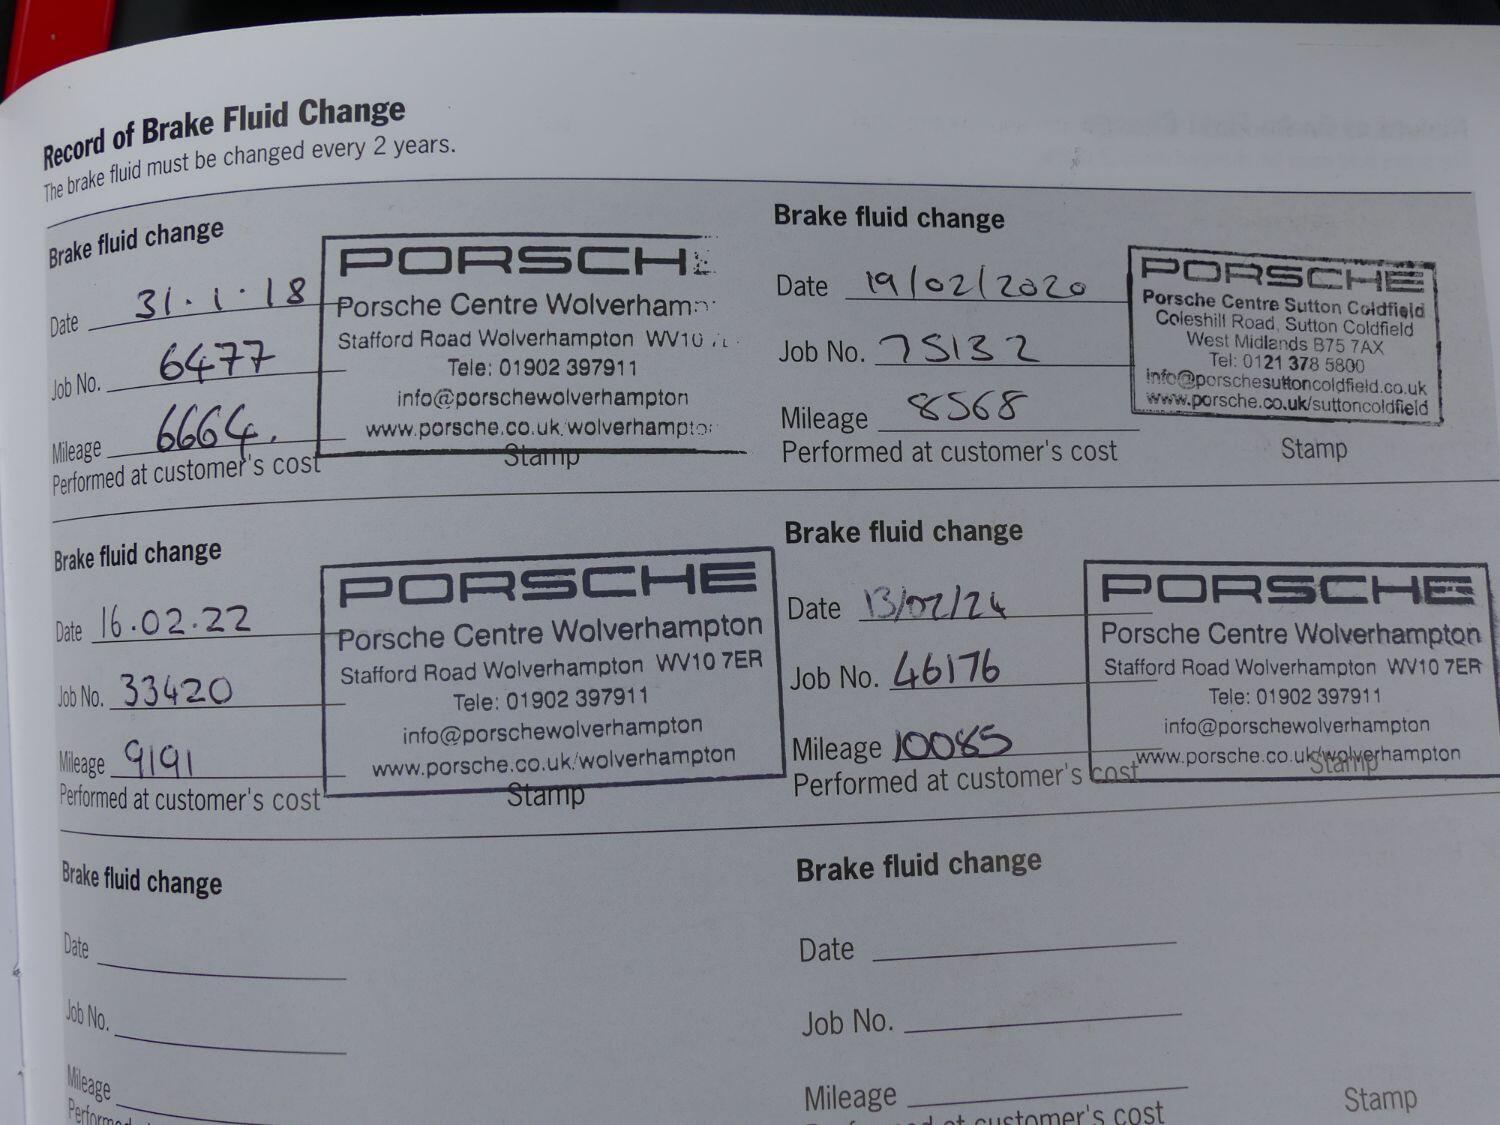 Record of Brake Fluid Change
The brake fluid must be changed every 2 years.
Brake fluid change
Date 31.1.18
Job No. 6477
Mileage 6664.
Performed at customer's cost
PORSCHE
Porsche Centre Wolverham
Stafford Road Wolverhampton WV10
Tele: 01902 397911
info@porschewolverhampton
www.porsche.co.uk/wolverhampto
Stamp
Brake fluid change
Date 19/02/2020
Job No. 75132
Mileage 8568
Performed at customer's cost
PORSCHE
Porsche Centre Sutton Coldfield
Coleshill Road, Sutton Coldfield
West Midlands B75 7AX
Tel: 0121 378 5800
info@porschesuttoncoldfield.co.uk
www.porsche.co.uk/suttoncoldfield
Stamp
Brake fluid change
Date 16.02.22
Job No. 33420
Mileage 9191
Performed at customer's cost
PORSCHE
Porsche Centre Wolverhampton
Stafford Road Wolverhampton WV10 7ER
Tele: 01902 397911
info@porschewolverhampton
www.porsche.co.uk/wolverhampton
Stamp
Brake fluid change
Date 13/02/24
Job No. 46176
Mileage 10085
Performed at customer's cost
PORSCHE
Porsche Centre Wolverhampton
Stafford Road Wolverhampton WV10 7ER
Tele: 01902 397911
info@porschewolverhampton
www.porsche.co.uk/wolverhampton
Stamp
Brake fluid change
Date
Job No.
Mileage
Perform
Brake fluid change
Date
Job No.
Mileage
at customer's cost
Stamp